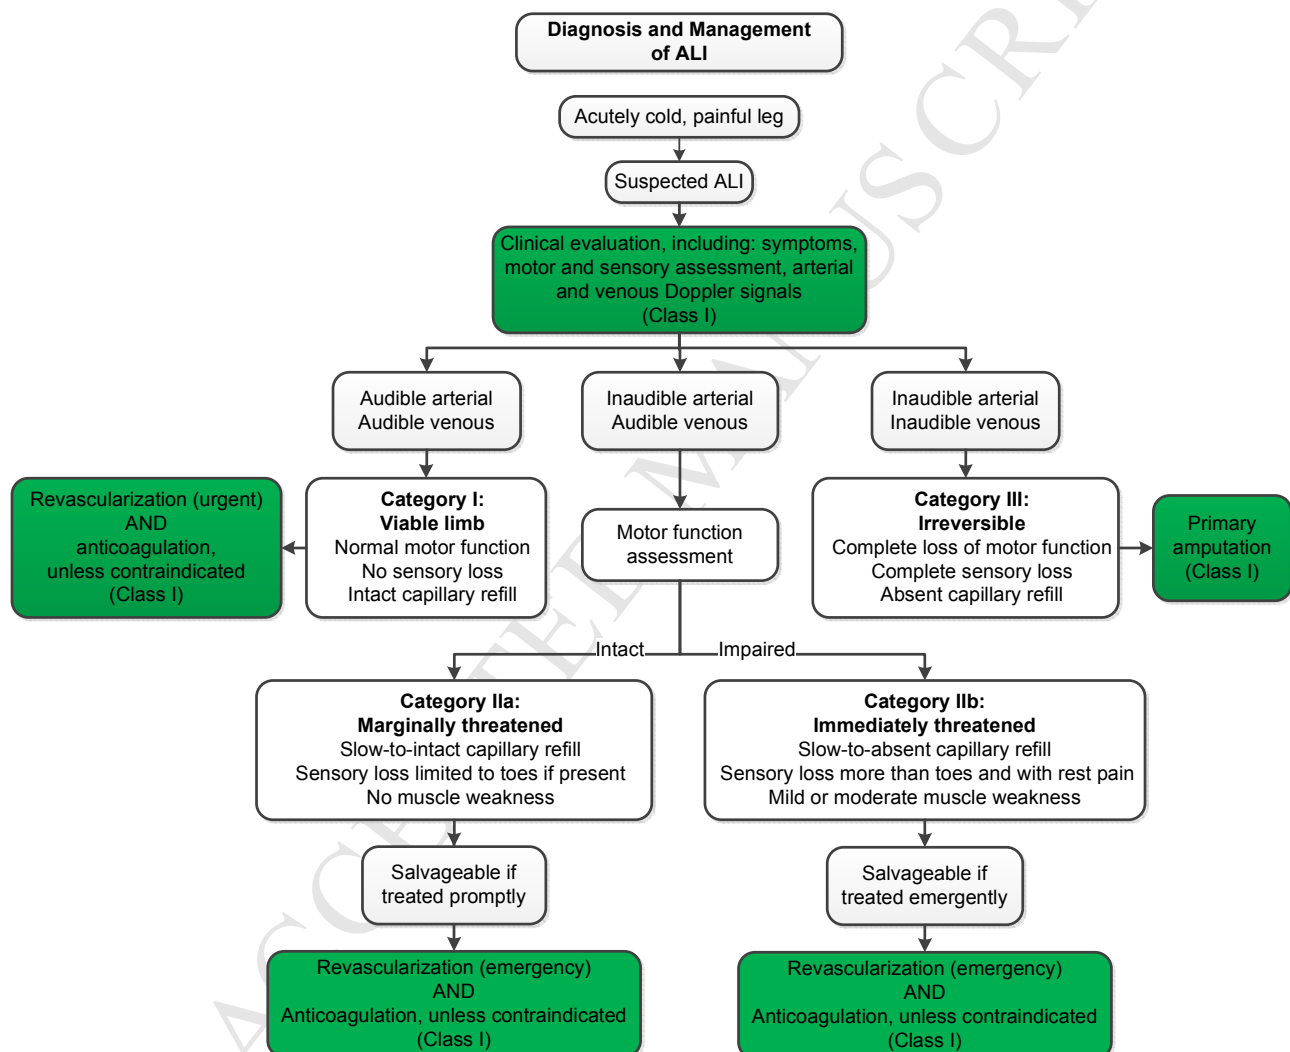 Diagnosis and Management
of ALI
Acutely cold, painful leg
Suspected ALI
Clinical evaluation, including: symptoms,
motor and sensory assessment, arterial
and venous Doppler signals
(Class I)
Audible arterial
Audible venous
Inaudible arterial
Audible venous
Inaudible arterial
Inaudible venous
Revascularization (urgent)
AND
anticoagulation,
unless contraindicated
(Class I)
Category I:
Viable limb
Normal motor function
No sensory loss
Intact capillary refill
Motor function
assessment
Category III:
Irreversible
Complete loss of motor function
Complete sensory loss
Absent capillary refill
Primary
amputation
(Class I)
Intact
Impaired
Category IIa:
Marginally threatened
Slow-to-intact capillary refill
Sensory loss limited to toes if present
No muscle weakness
Category IIb:
Immediately threatened
Slow-to-absent capillary refill
Sensory loss more than toes and with rest pain
Mild or moderate muscle weakness
Salvageable if
treated promptly
Salvageable if
treated emergently
Revascularization (emergency)
AND
Anticoagulation, unless contraindicated
(Class I)
Revascularization (emergency)
AND
Anticoagulation, unless contraindicated
(Class I)